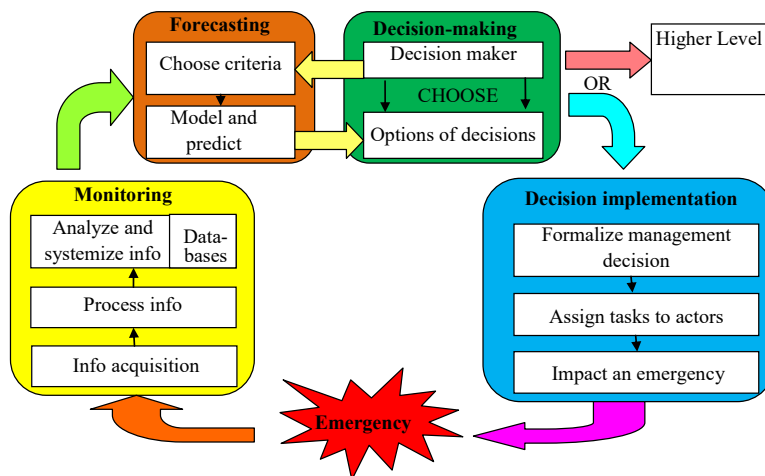 Forecasting
Choose criteria
Model and
predict
Decision-making
Decision maker
CHOOSE
Options of decisions
Higher Level
OR
Monitoring
Analyze and
systemize info
Data-
bases
Process info
Info acquisition
Decision implementation
Formalize management
decision
Assign tasks to actors
Impact an emergency
Emergency